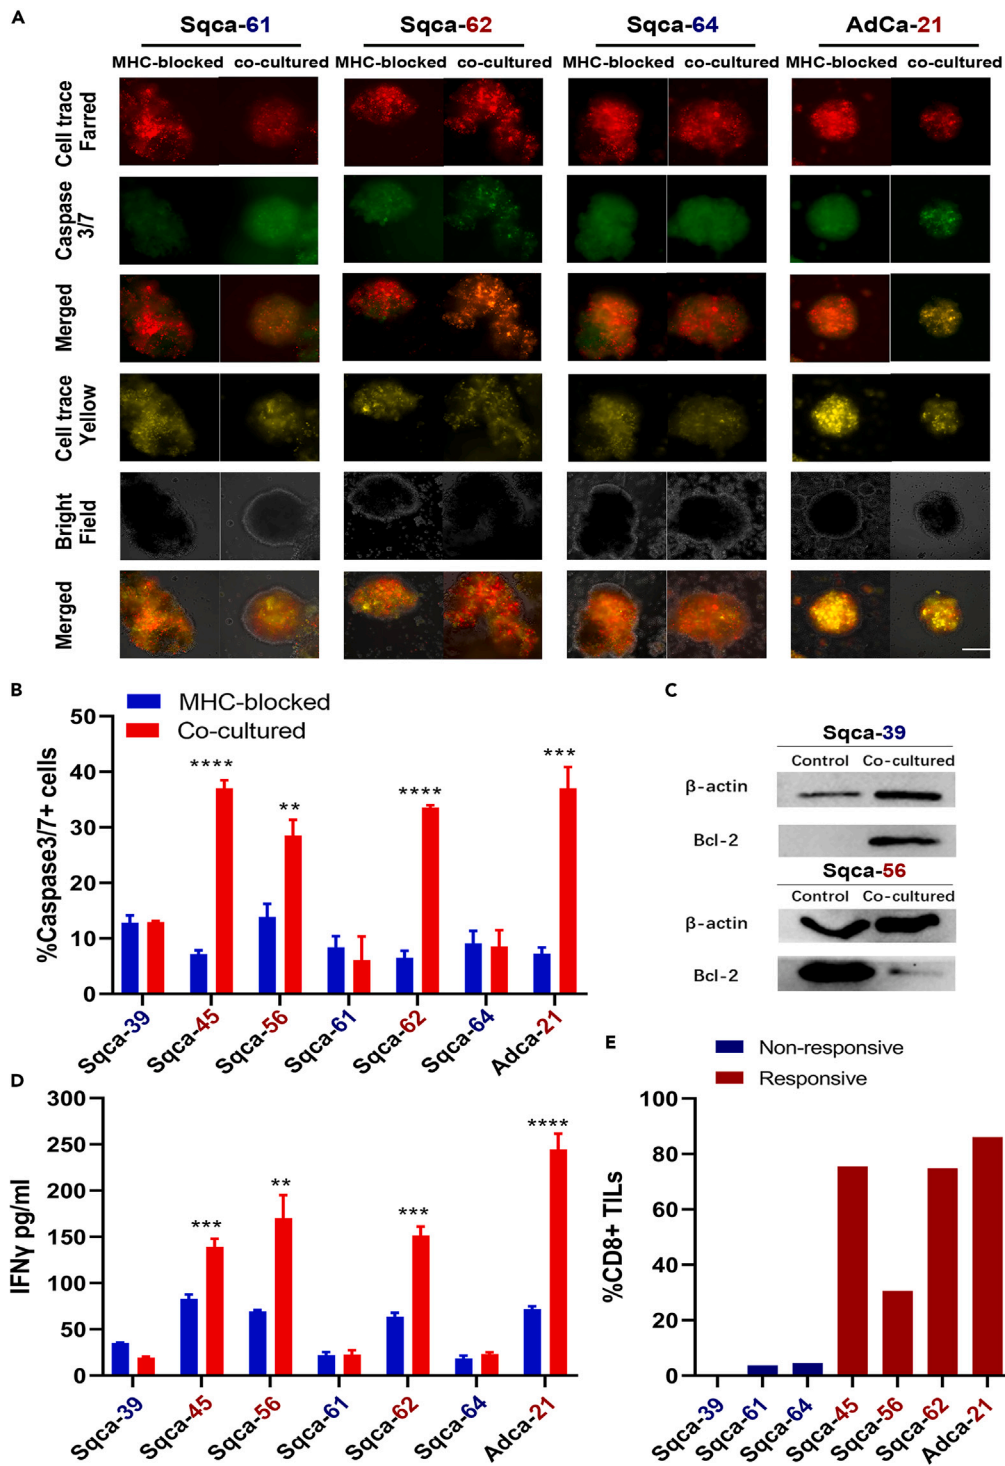 A
Sqca-61 Sqca-62 Sqca-64 AdCa-21
MHC-blocked co-cultured MHC-blocked co-cultured MHC-blocked co-cultured MHC-blocked co-cultured
Cell trace
Farred
Caspase
3/7
Merged
Cell trace
Yellow
Bright
Field
Merged
B
MHC-blocked
Co-cultured
%Caspase3/7+ cells
50
40
30
20
10
0
**** ** **** ***
Sqca-39 Sqca-45 Sqca-56 Sqca-61 Sqca-62 Sqca-64 Adca-21
C
Sqca-39
Control Co-cultured
β-actin
Bcl-2
Sqca-56
Control Co-cultured
β-actin
Bcl-2
D
IFNγ pg/ml
300
250
200
150
100
50
0
*** ** *** ****
Sqca-39 Sqca-45 Sqca-56 Sqca-61 Sqca-62 Sqca-64 Adca-21
E
Non-responsive
Responsive
%CD8+ TILs
100
80
60
40
20
0
Sqca-39 Sqca-61 Sqca-64 Sqca-45 Sqca-56 Sqca-62 Adca-21